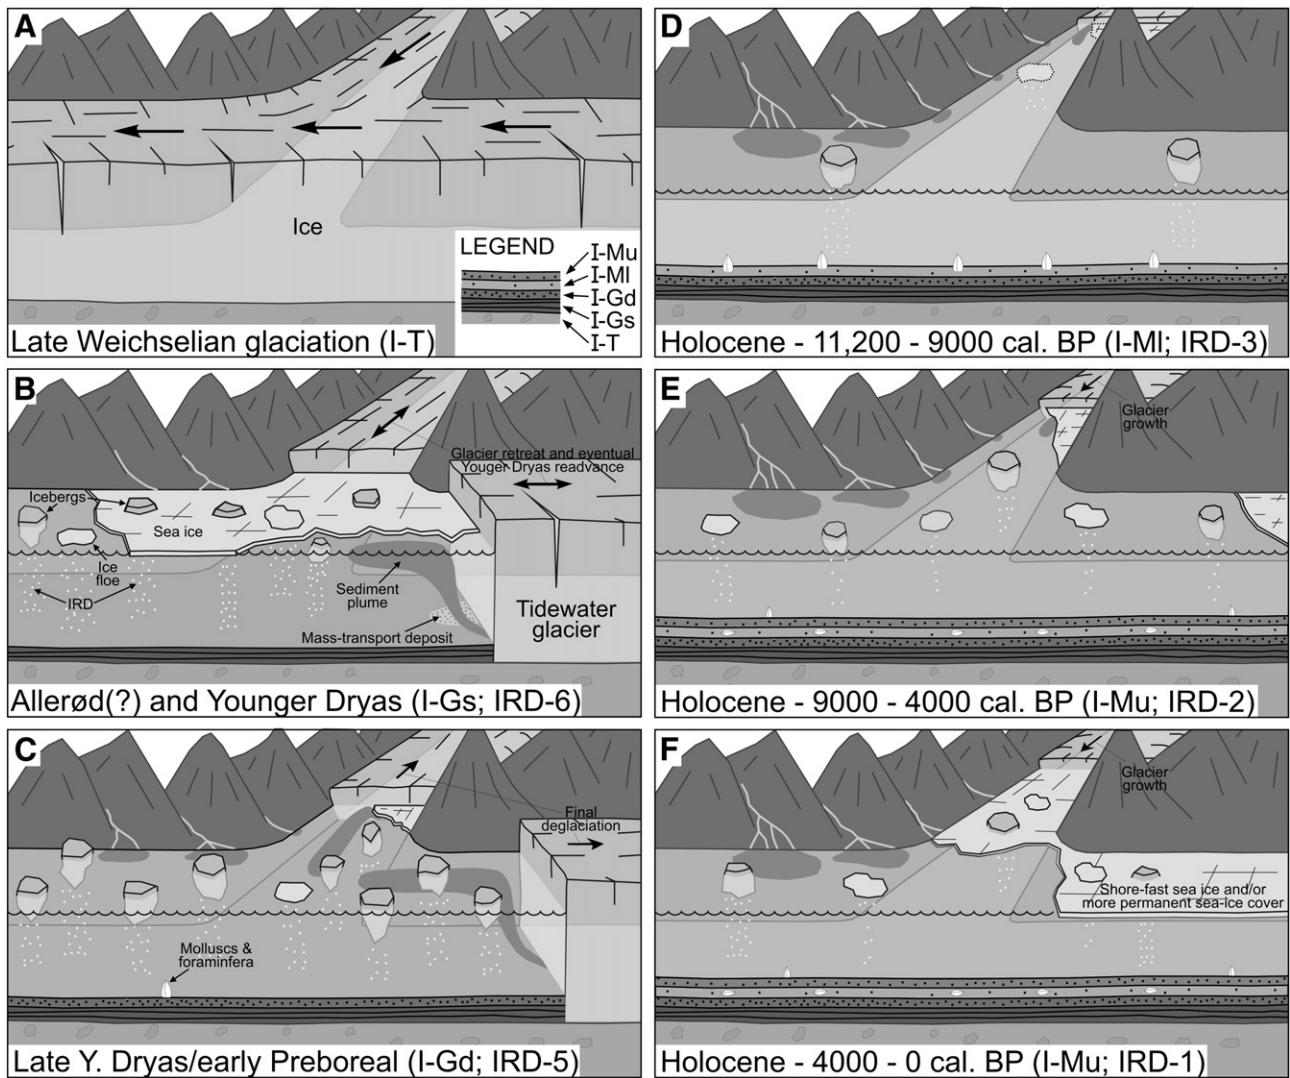 A
Ice
LEGEND
I-Mu
I-Ml
I-Gd
I-Gs
I-T
Late Weichselian glaciation (I-T)
B
Glacier retreat and eventual
Youger Dryas readvance
Icebergs
Sea ice
Ice
floe
IRD
Sediment
plume
Mass-transport deposit
Tidewater
glacier
Allerød(?) and Younger Dryas (I-Gs; IRD-6)
C
Final
deglaciation
Molluscs &
foraminfera
Late Y. Dryas/early Preboreal (I-Gd; IRD-5)
D
Holocene - 11,200 - 9000 cal. BP (I-Ml; IRD-3)
E
Glacier
growth
Holocene - 9000 - 4000 cal. BP (I-Mu; IRD-2)
F
Glacier
growth
Shore-fast sea ice and/or
more permanent sea-ice cover
Holocene - 4000 - 0 cal. BP (I-Mu; IRD-1)